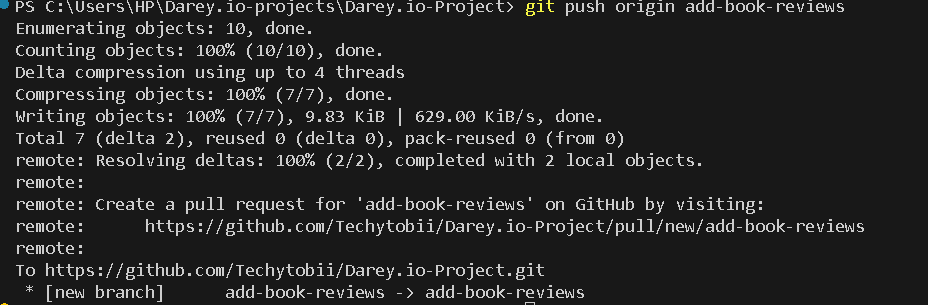 PS C:\Users\HP\Darey.io-projects\Darey.io-Project> git push origin add-book-reviews
Enumerating objects: 10, done.
Counting objects: 100% (10/10), done.
Delta compression using up to 4 threads
Compressing objects: 100% (7/7), done.
Writing objects: 100% (7/7), 9.83 KiB | 629.00 KiB/s, done.
Total 7 (delta 2), reused 0 (delta 0), pack-reused 0 (from 0)
remote: Resolving deltas: 100% (2/2), completed with 2 local objects.
remote:
remote: Create a pull request for 'add-book-reviews' on GitHub by visiting:
remote:      https://github.com/Techytobii/Darey.io-Project/pull/new/add-book-reviews
remote:
To https://github.com/Techytobii/Darey.io-Project.git
 * [new branch]      add-book-reviews -> add-book-reviews